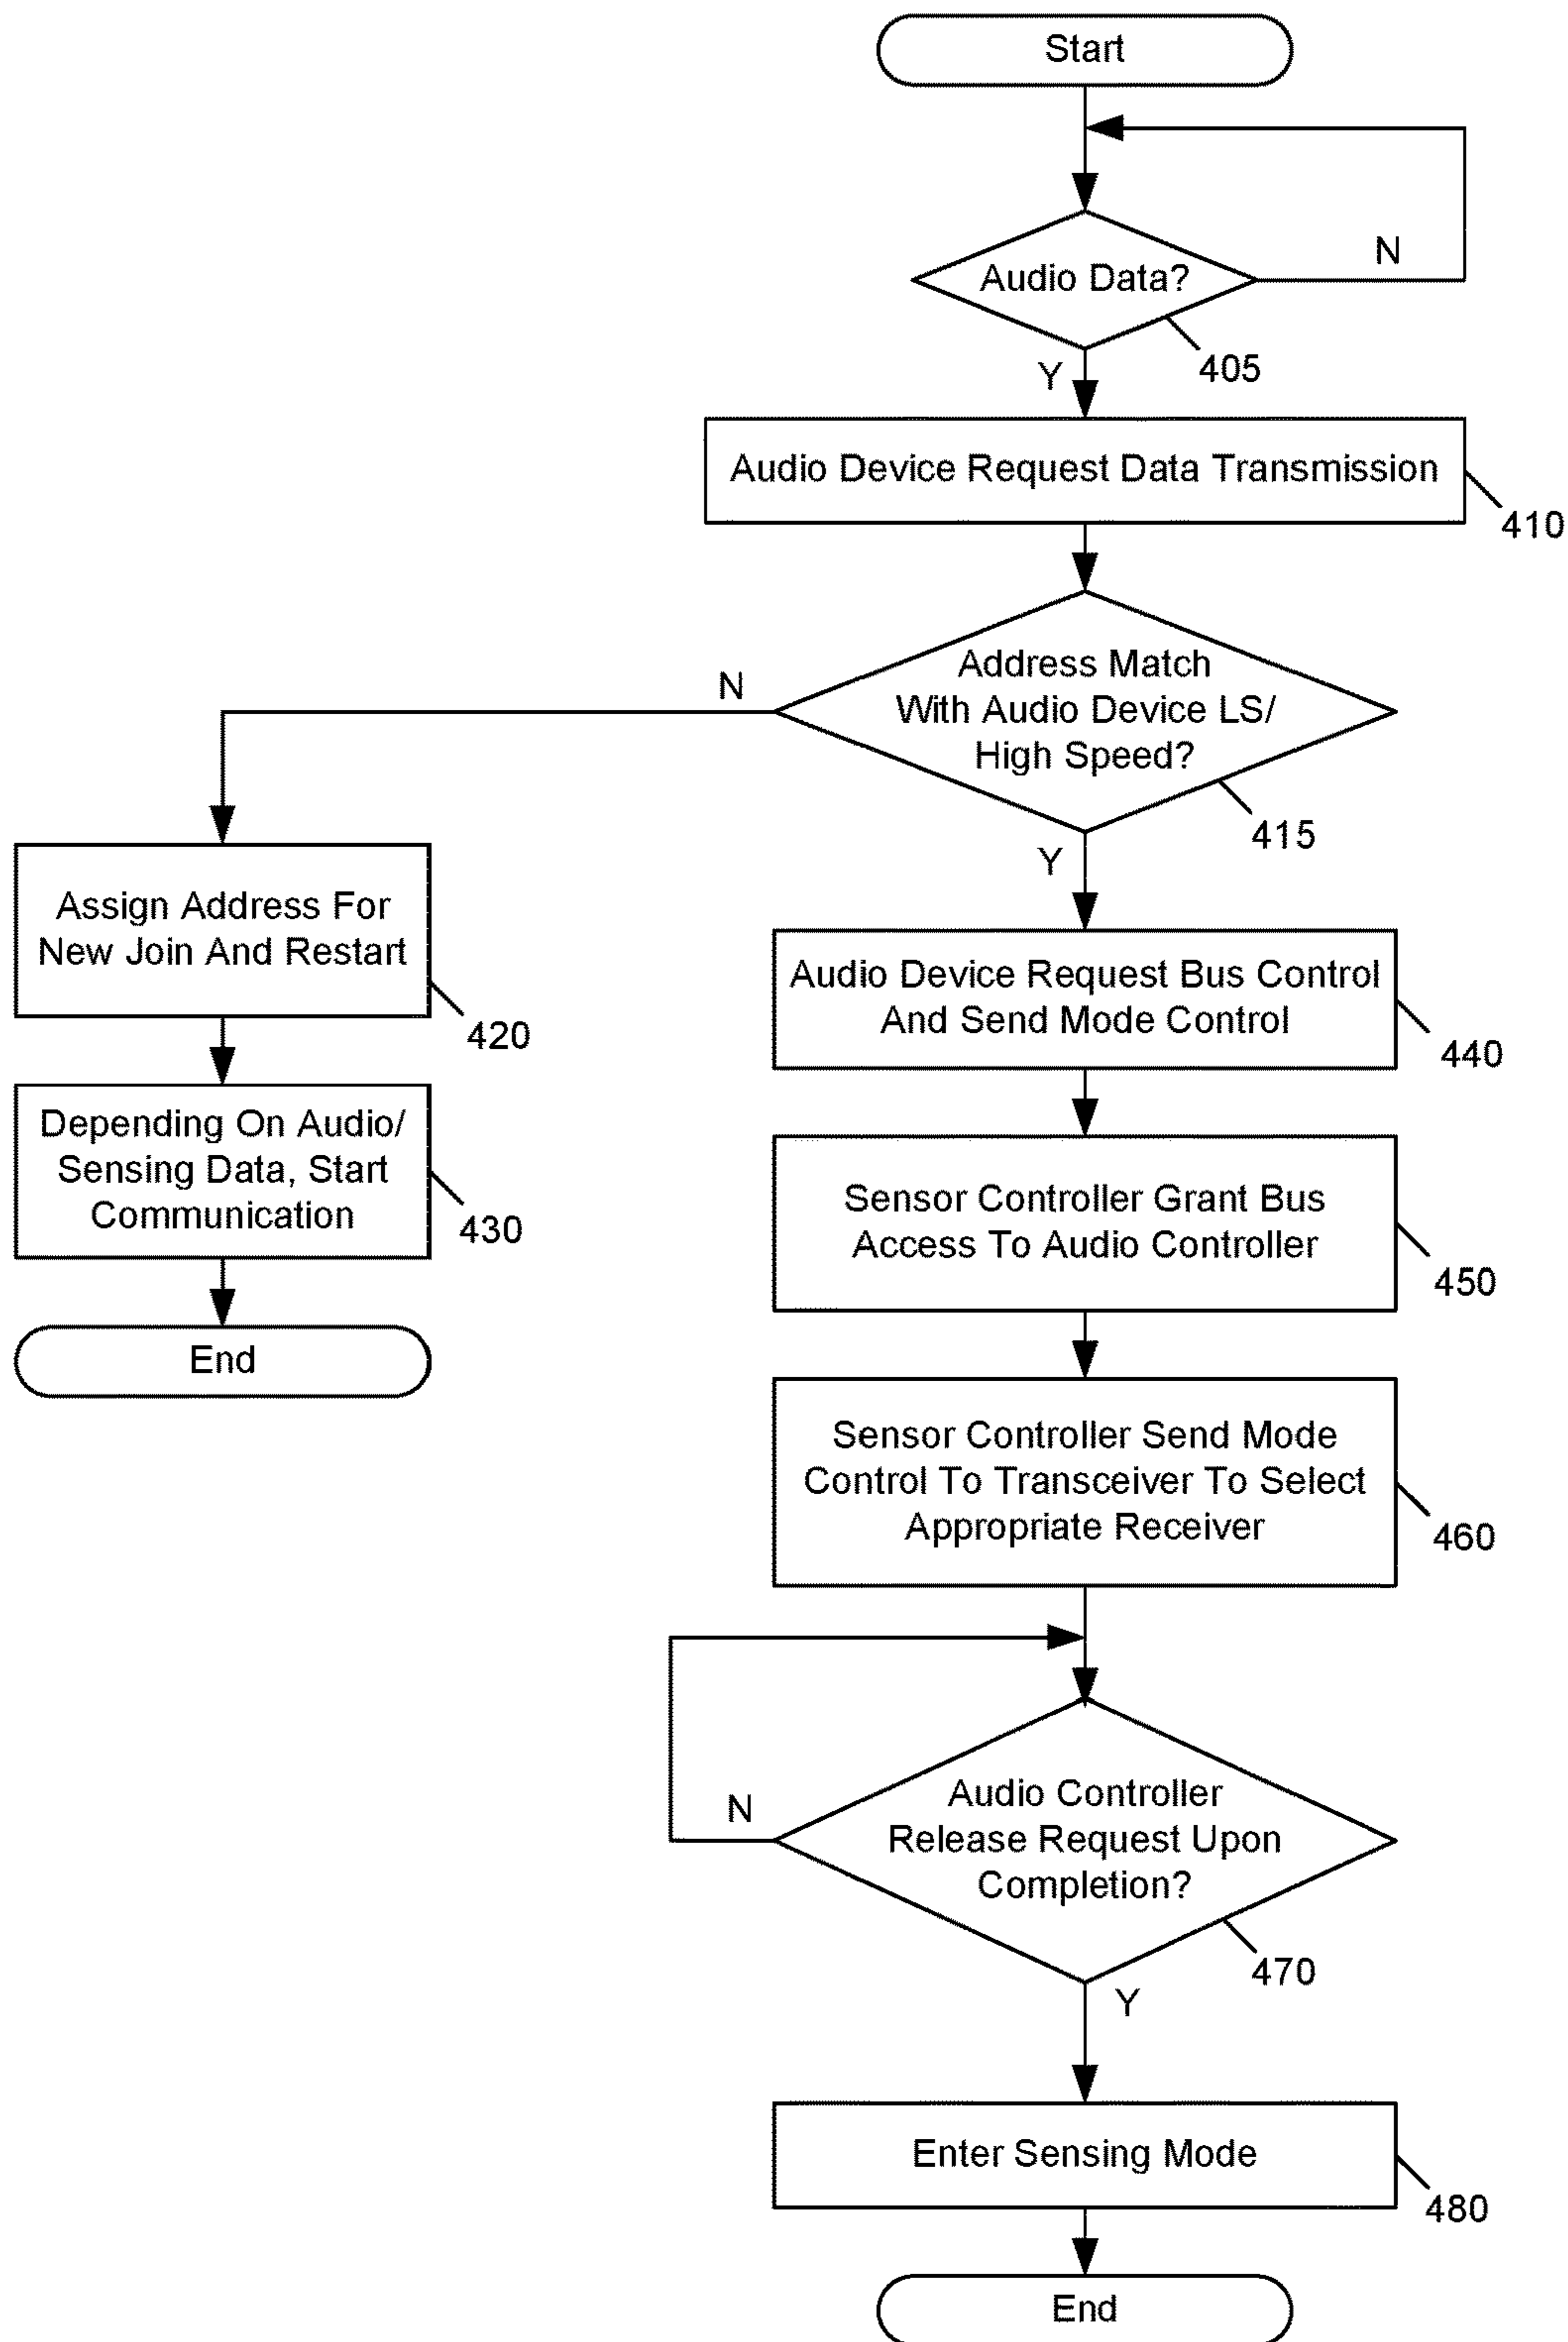 Start
Audio Data?
N
405
Y
Audio Device Request Data Transmission
410
Address Match
With Audio Device LS/
High Speed?
N
415
Y
Assign Address For
New Join And Restart
420
Depending On Audio/
Sensing Data, Start
Communication
430
End
Audio Device Request Bus Control
And Send Mode Control
440
Sensor Controller Grant Bus
Access To Audio Controller
450
Sensor Controller Send Mode
Control To Transceiver To Select
Appropriate Receiver
460
Audio Controller
Release Request Upon
Completion?
N
470
Y
Enter Sensing Mode
480
End